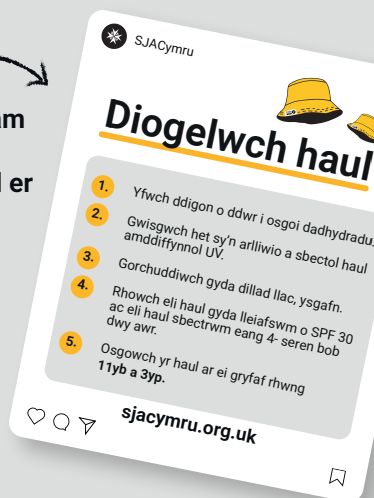 SJACymru
am
er
Diogelwch haul
1. Yfwch ddigon o ddwr i osgoi dadhydradu.
2. Gwisgwch het sy'n arlliwio a sbectol haul
amddiffynnol UV.
3. Gorchuddiwch gyda dillad llac, ysgafn.
4. Rhowch eli haul gyda lleiafswm o SPF 30
ac eli haul sbectrwm eang 4- seren bob
dwy awr.
5. Osgowch yr haul ar ei gryfaf rhwng
11yb a 3yp.
sjacymru.org.uk